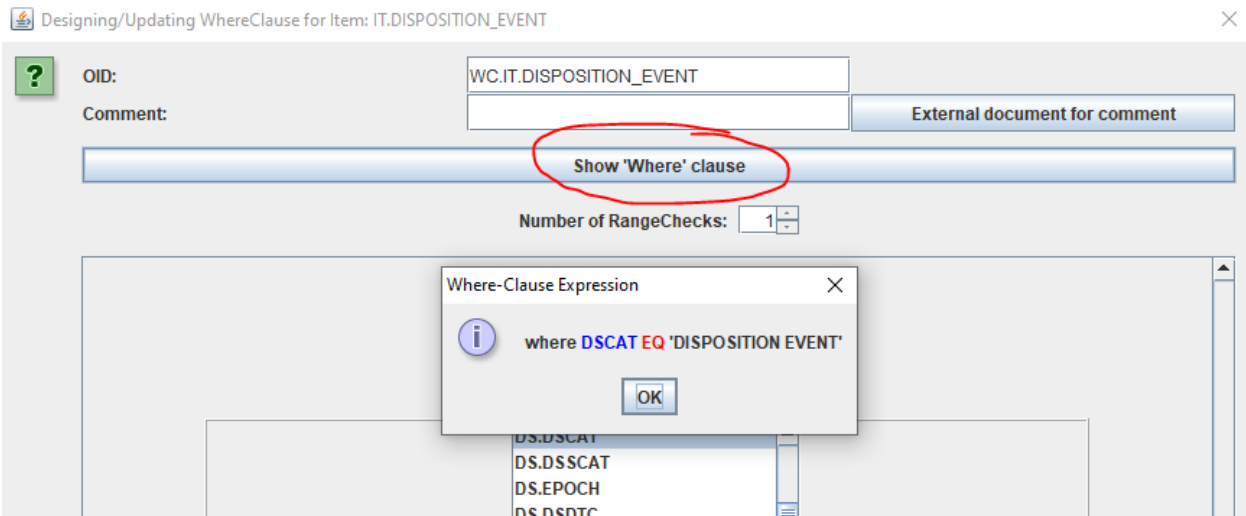 Designing/Updating WhereClause for Item: IT.DISPOSITION_EVENT
?
OID: WC.IT.DISPOSITION_EVENT
Comment: External document for comment
Show 'Where' clause
Number of RangeChecks: 1
Where-Clause Expression
i
where DSCAT EQ 'DISPOSITION EVENT'
OK
DS.DSCAT
DS.DSSCAT
DS.EPOCH
DS.DSDTC